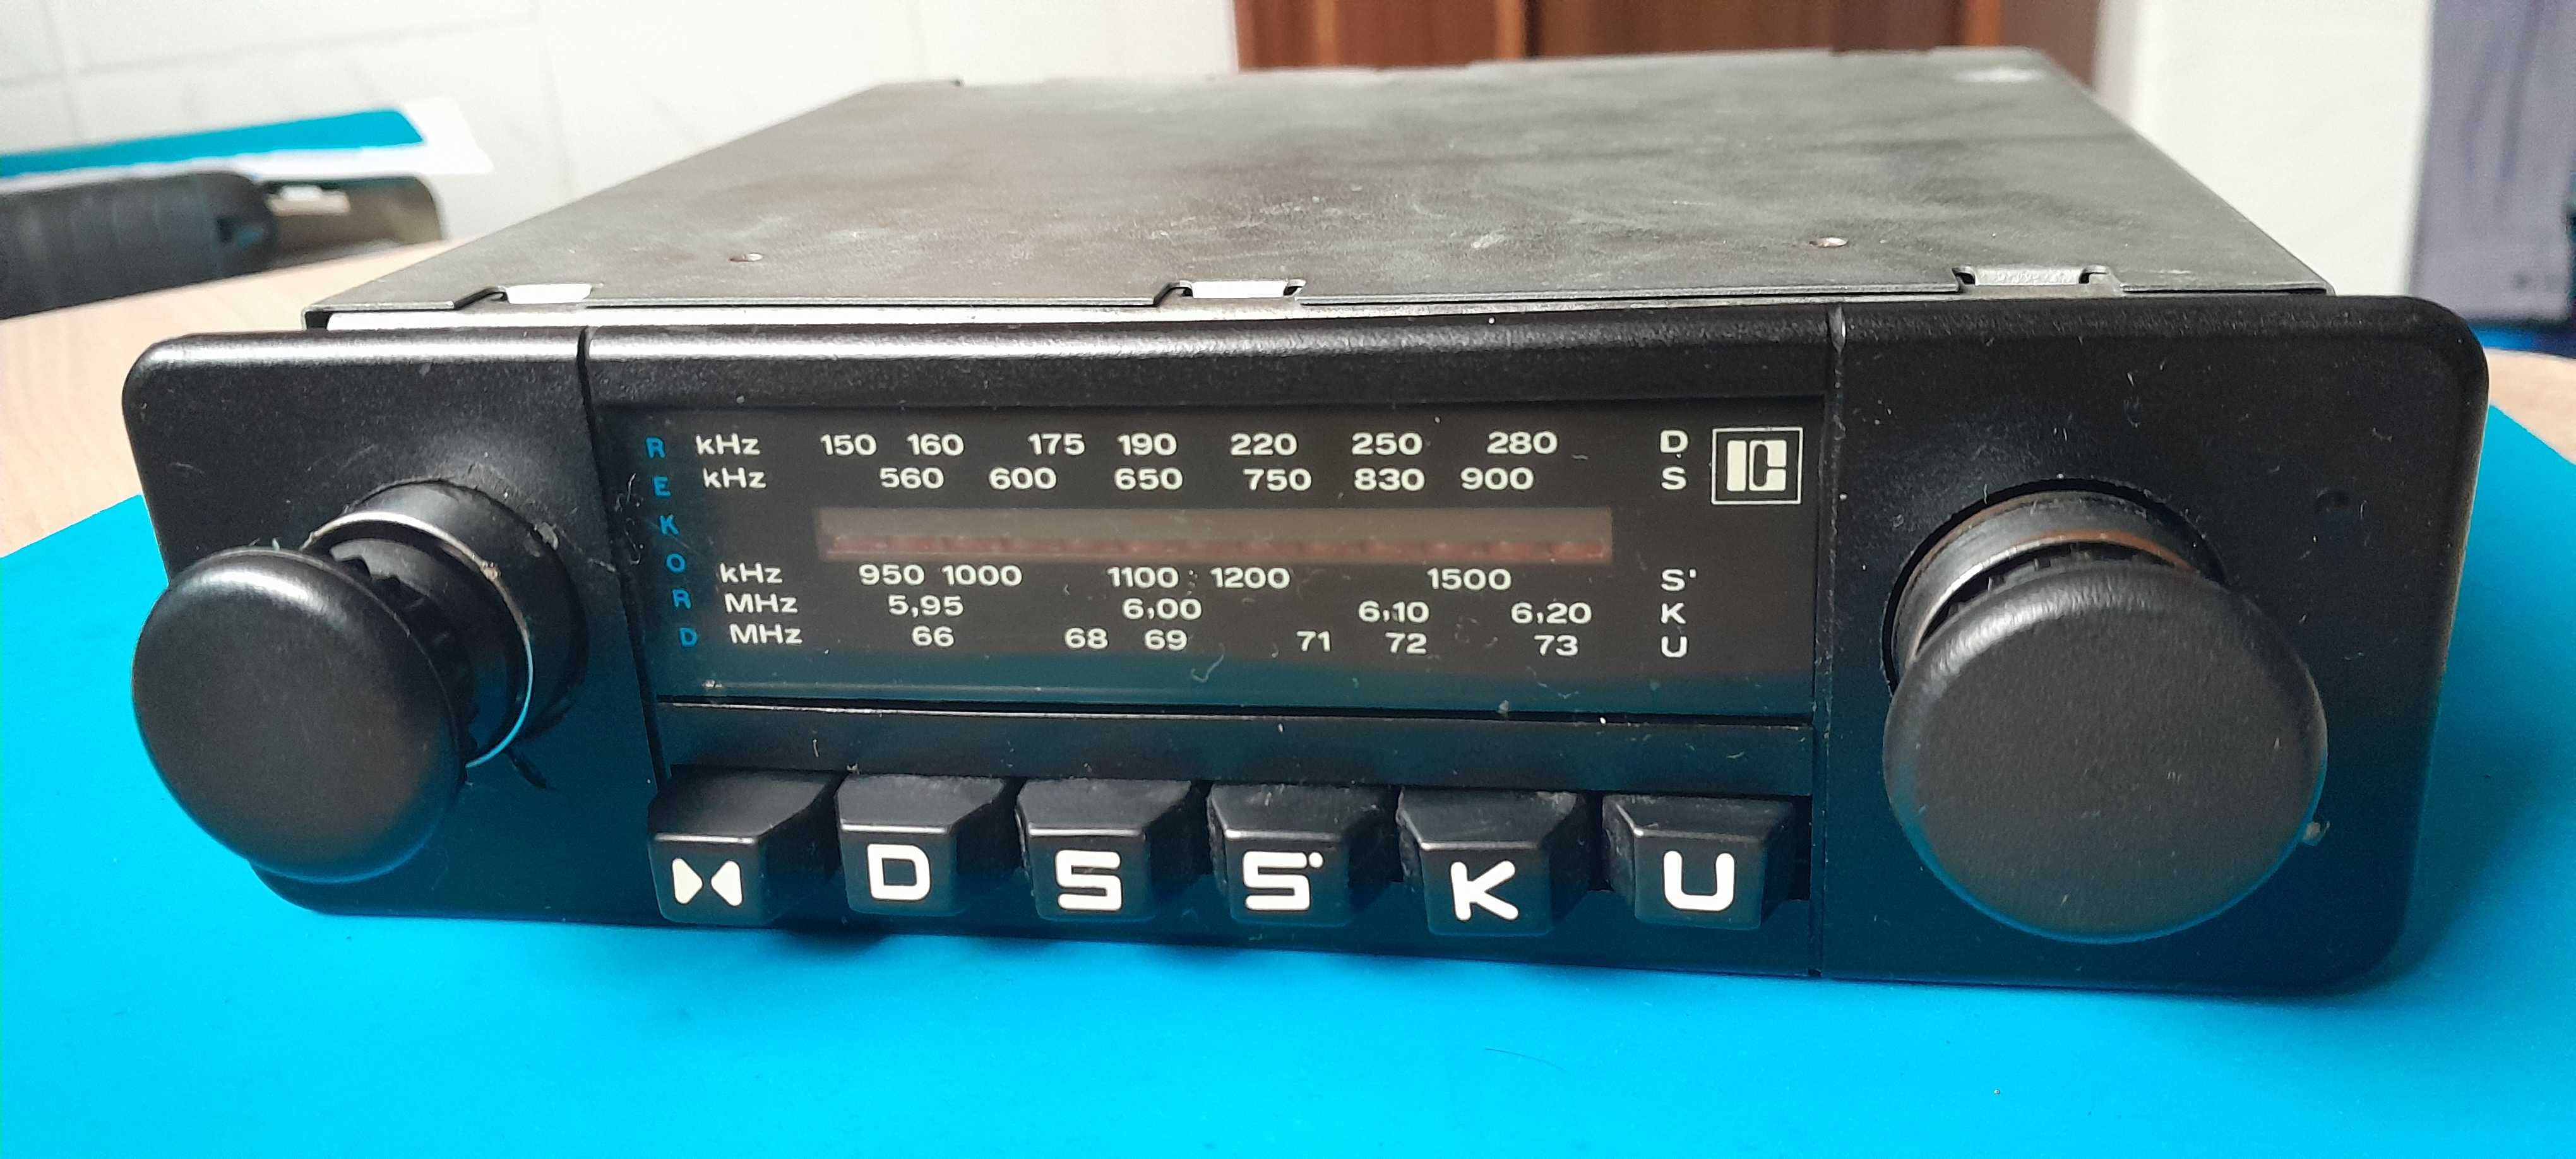 REKORD
kHz 150 160 175 190 220 250 280 D
kHz 560 600 650 750 830 900 S
kHz 950 1000 1100 1200 1500 S'
MHz 5,95 6,00 6,10 6,20 K
MHz 66 68 69 71 72 73 U
D S S' K U